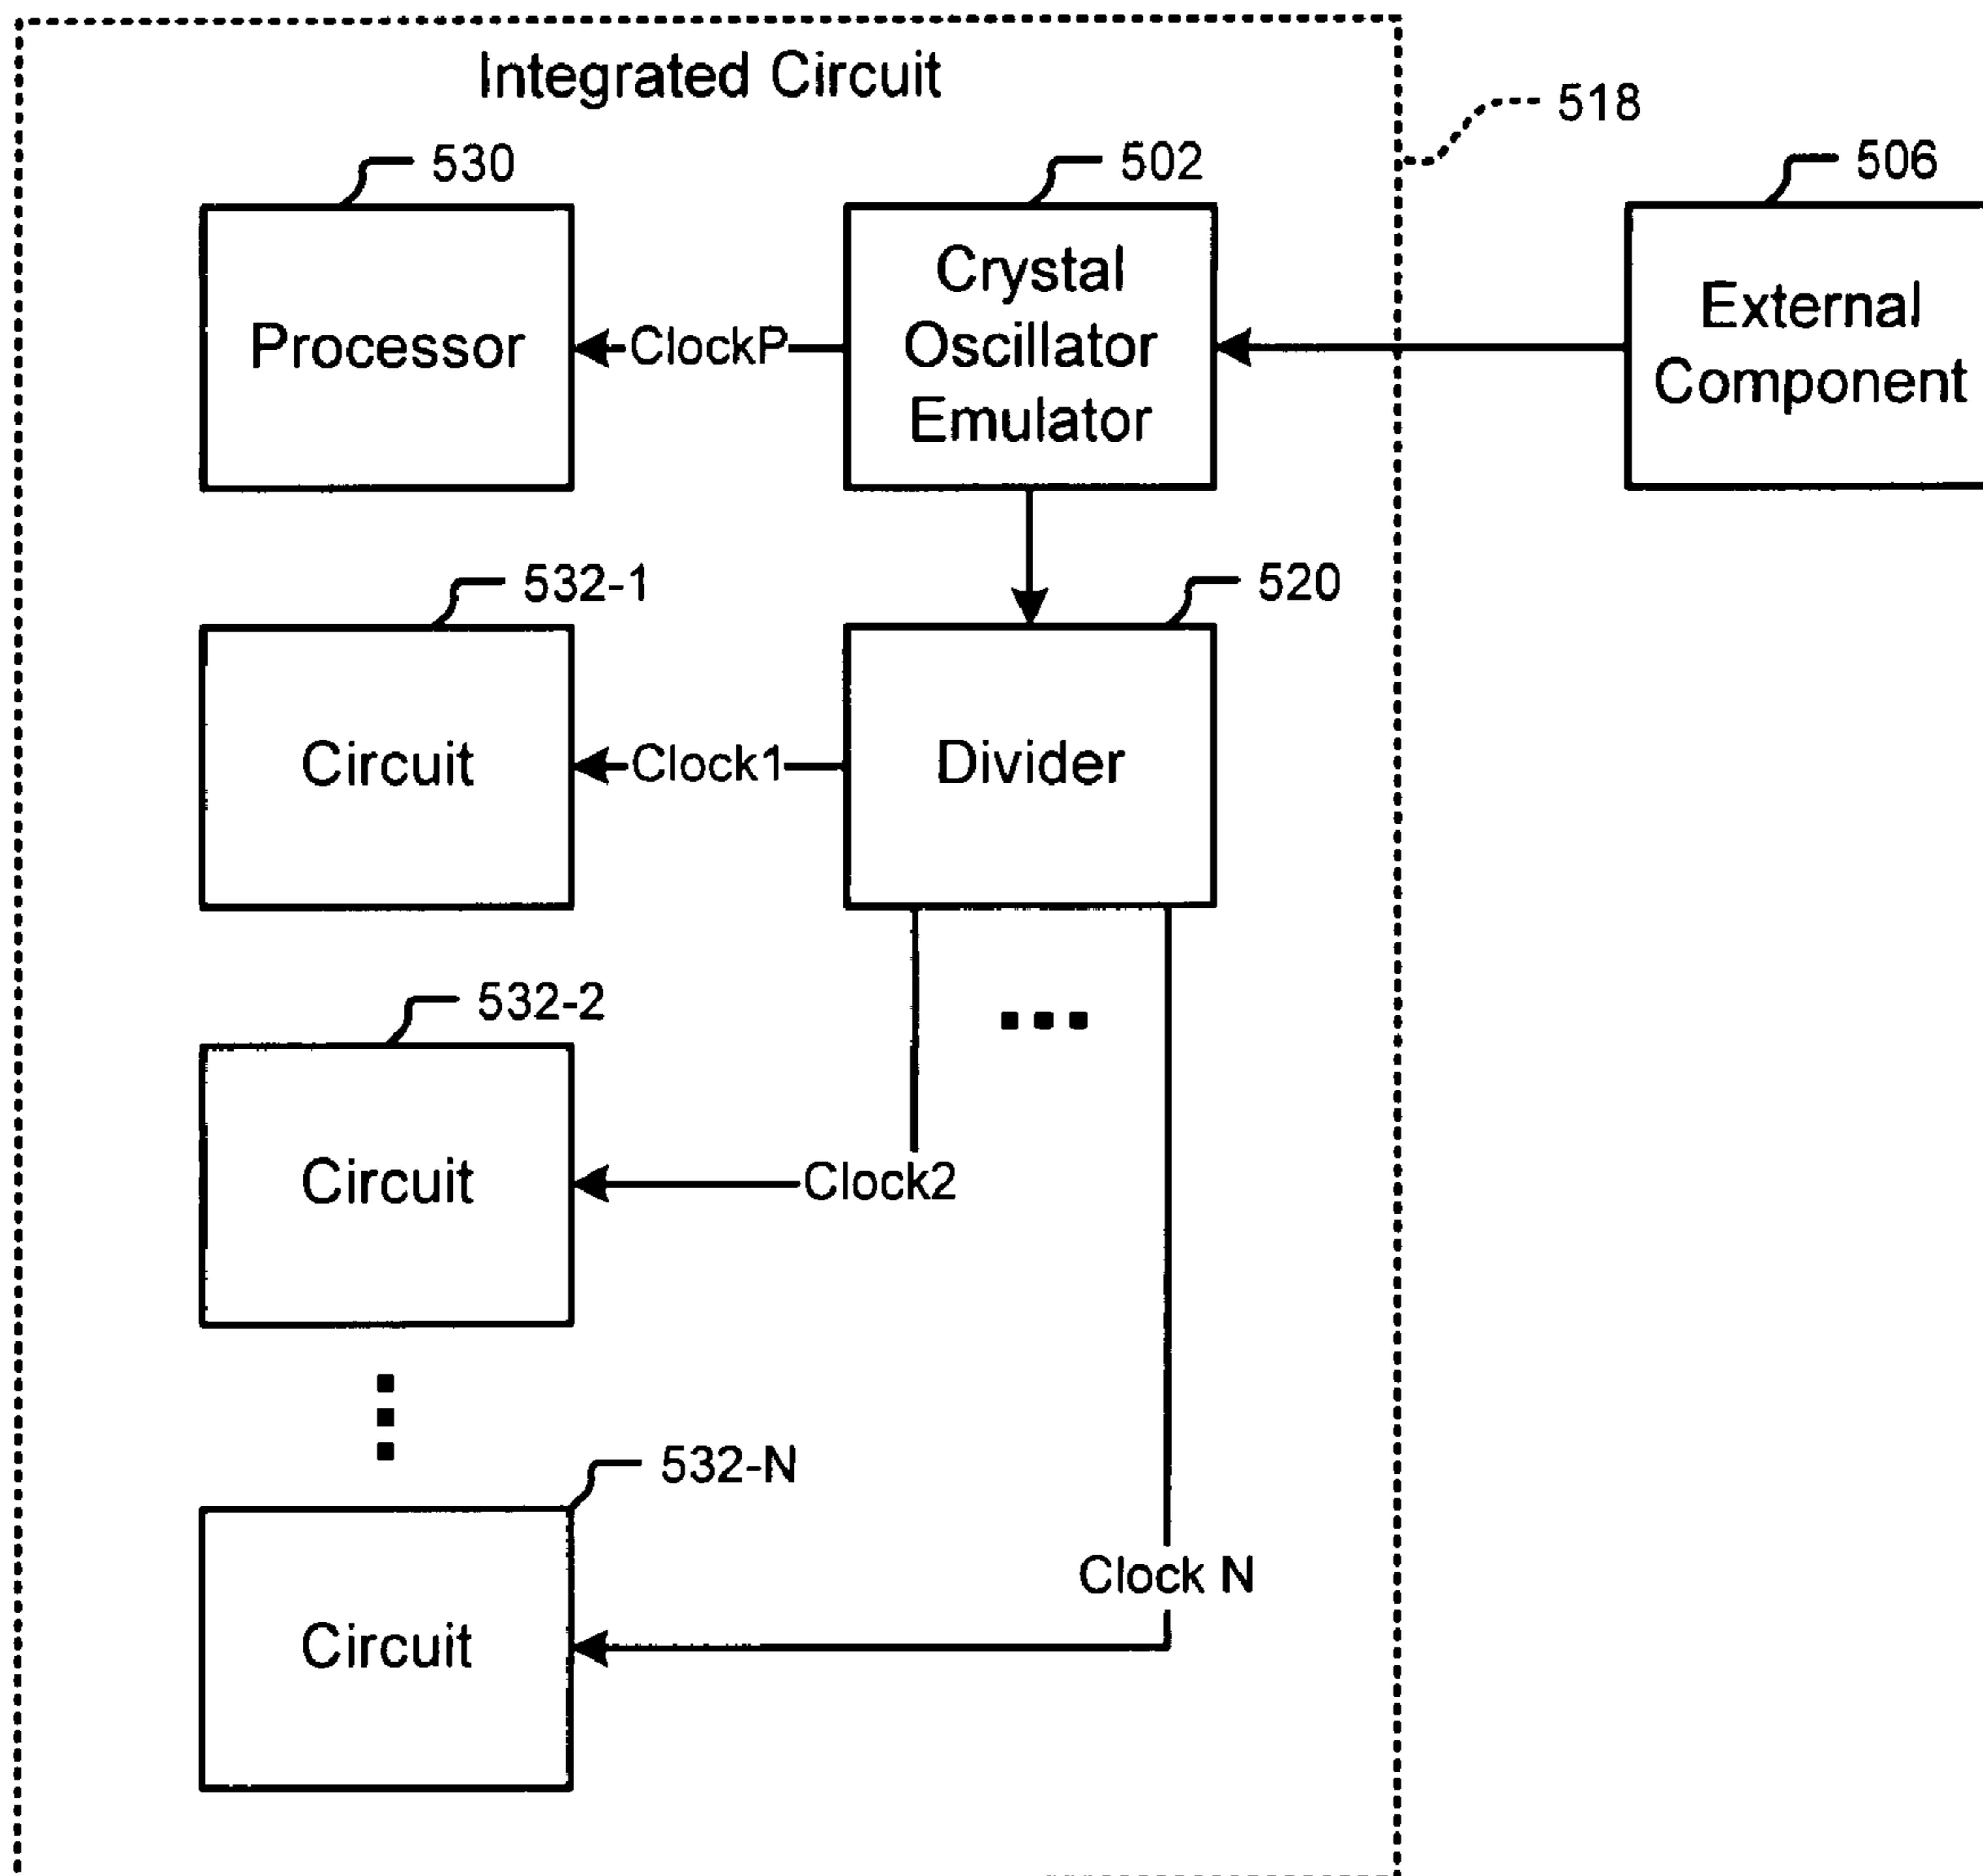 Integrated Circuit
518
530
502
506
Processor
ClockP
Crystal
Oscillator
Emulator
External
Component
532-1
520
Circuit
Clock1
Divider
532-2
Circuit
Clock2
532-N
Clock N
Circuit